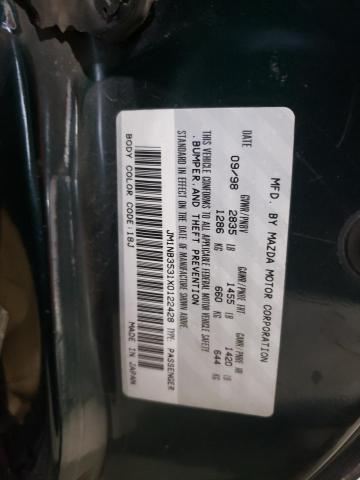 MFD. BY MAZDA MOTOR CORPORATION
DATE GVWR/PNBV GAWR/PNBE FRT GAWR/PNBE RR
09/98 2835 LB 1455 LB 1420 LB
1286 KG 660 KG 644 KG
THIS VEHICLE CONFORMS TO ALL APPLICABLE FEDERAL MOTOR VEHICLE SAFETY
, BUMPER, AND THEFT PREVENTION
STANDARD IN EFFECT ON THE DATE OF MANUFACTURE SHOWN ABOVE.
JM1NB3531X0122428 TYPE: PASSENGER
BODY COLOR CODE:18J MADE IN JAPAN